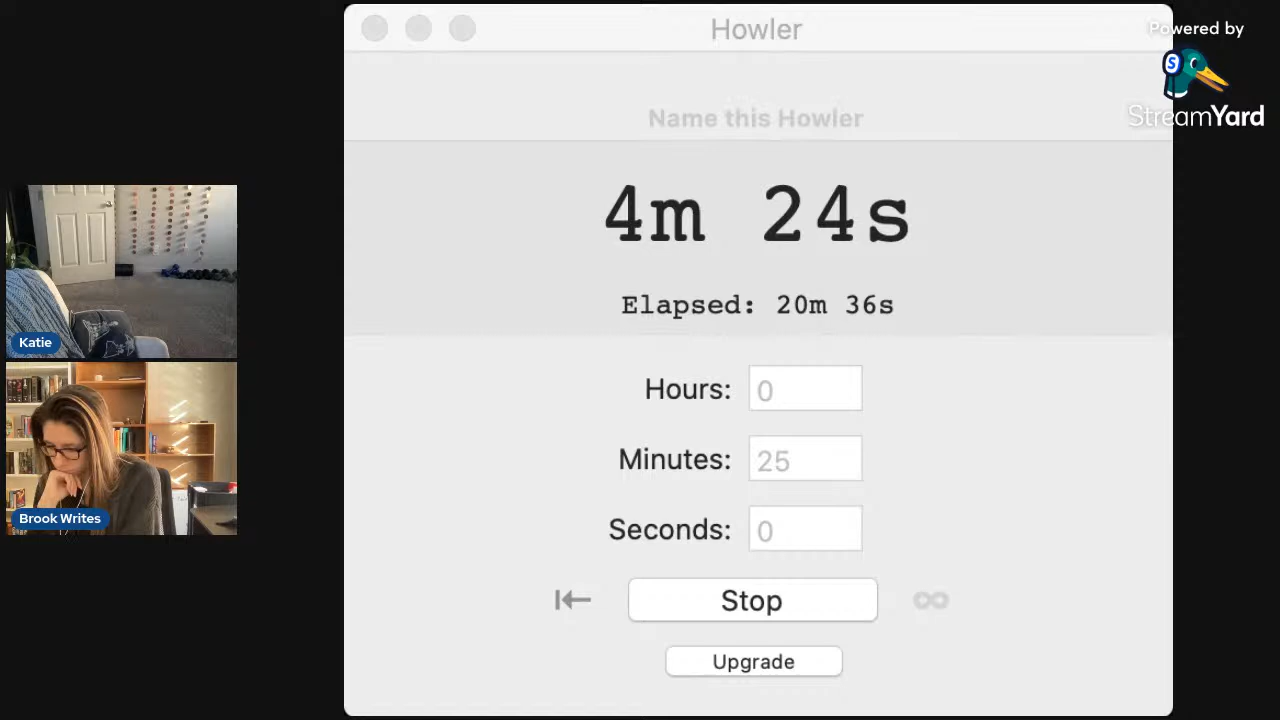 Howler
Powered by
StreamYard
Name this Howler
4m 24s
Elapsed: 20m 36s
Hours: 0
Minutes: 25
Seconds: 0
Stop
Upgrade
Katie
Brook Writes